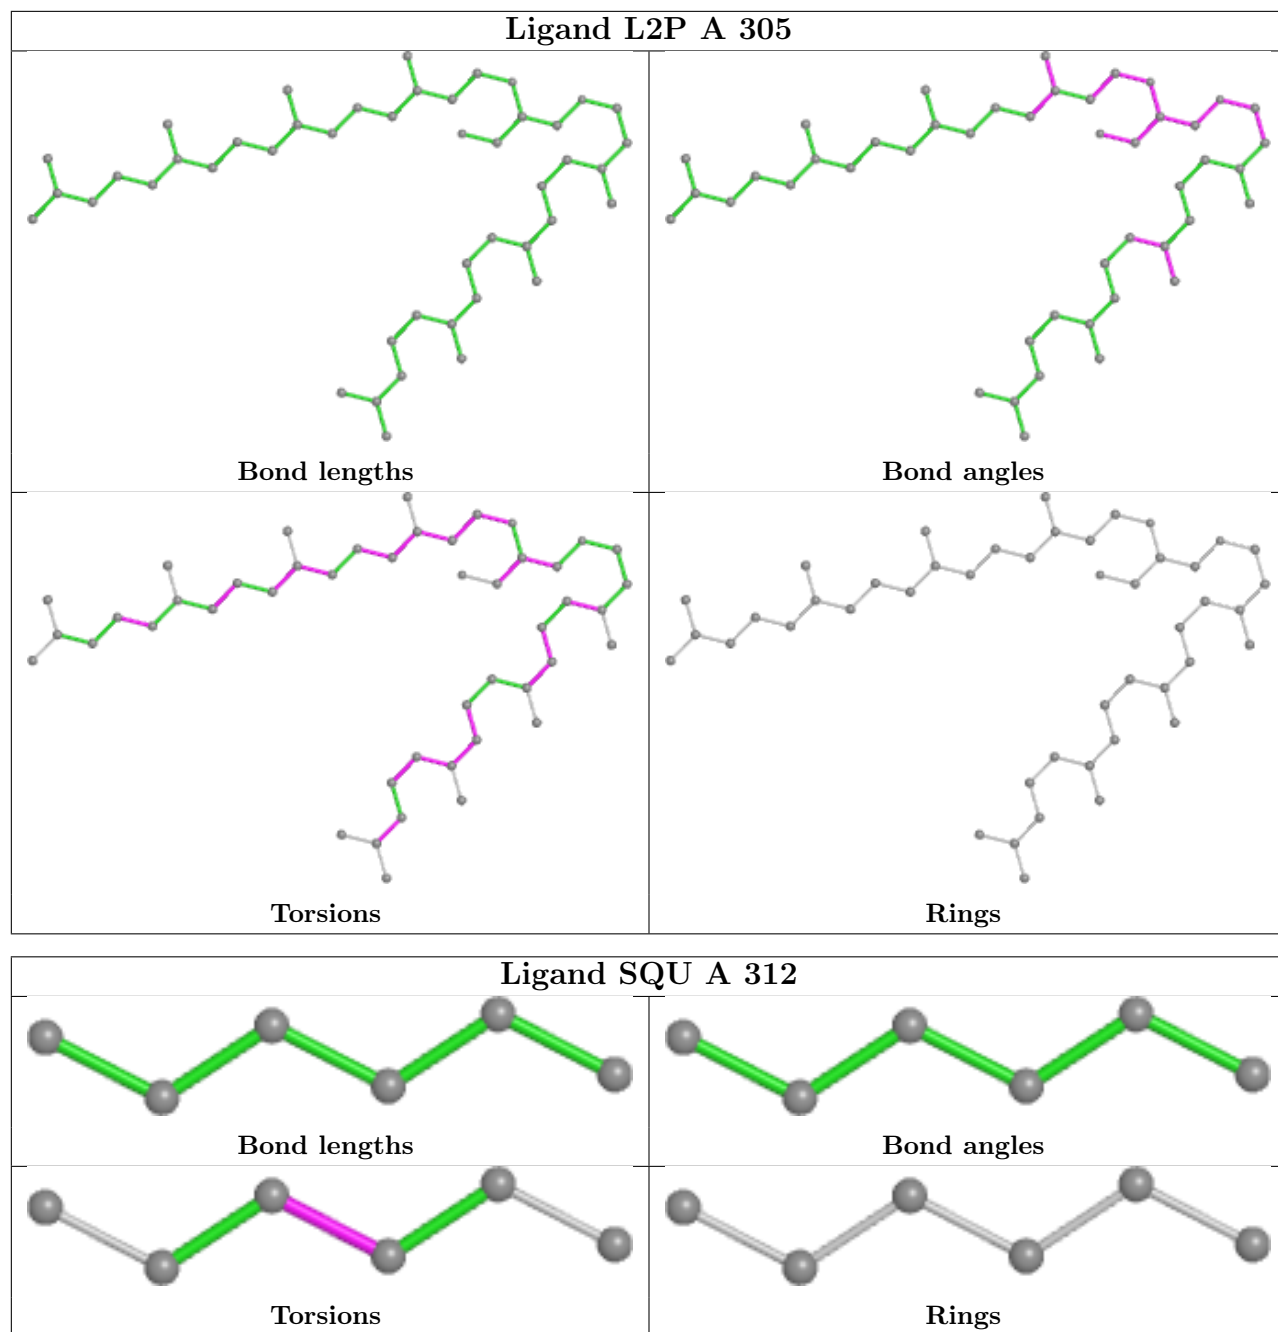 Ligand L2P A 305
Bond lengths
Bond angles
Torsions
Rings
Ligand SQU A 312
Bond lengths
Bond angles
Torsions
Rings